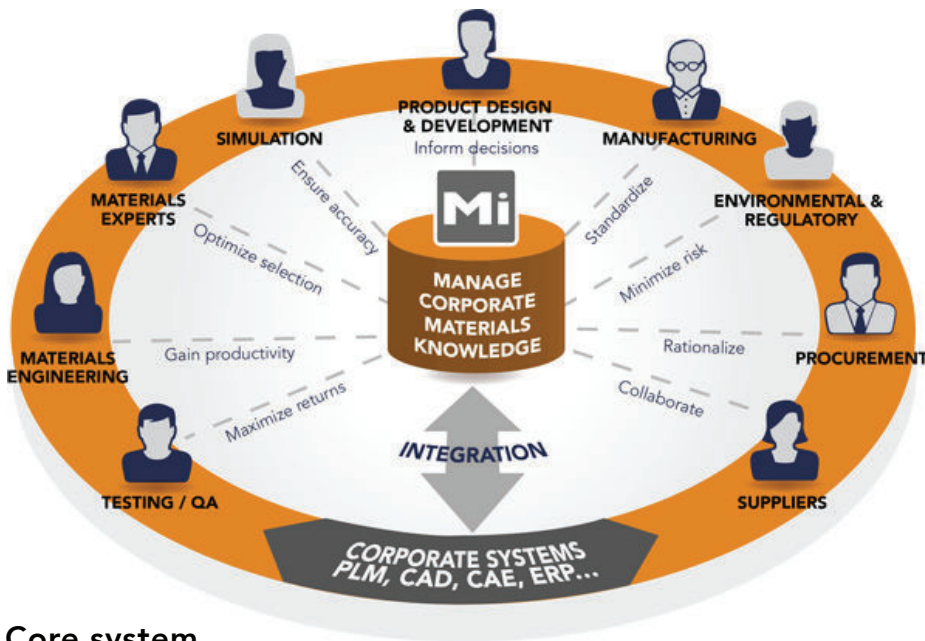 PRODUCT DESIGN
& DEVELOPMENT
Inform decisions
SIMULATION
Ensure accuracy
MANUFACTURING
Standardize
MATERIALS
EXPERTS
Optimize selection
ENVIRONMENTAL &
REGULATORY
Minimize risk
Mi
MANAGE
CORPORATE
MATERIALS
KNOWLEDGE
MATERIALS
ENGINEERING
Gain productivity
Rationalize
PROCUREMENT
Maximize returns
Collaborate
INTEGRATION
TESTING / QA
SUPPLIERS
CORPORATE SYSTEMS
PLM, CAD, CAE, ERP...
Core system